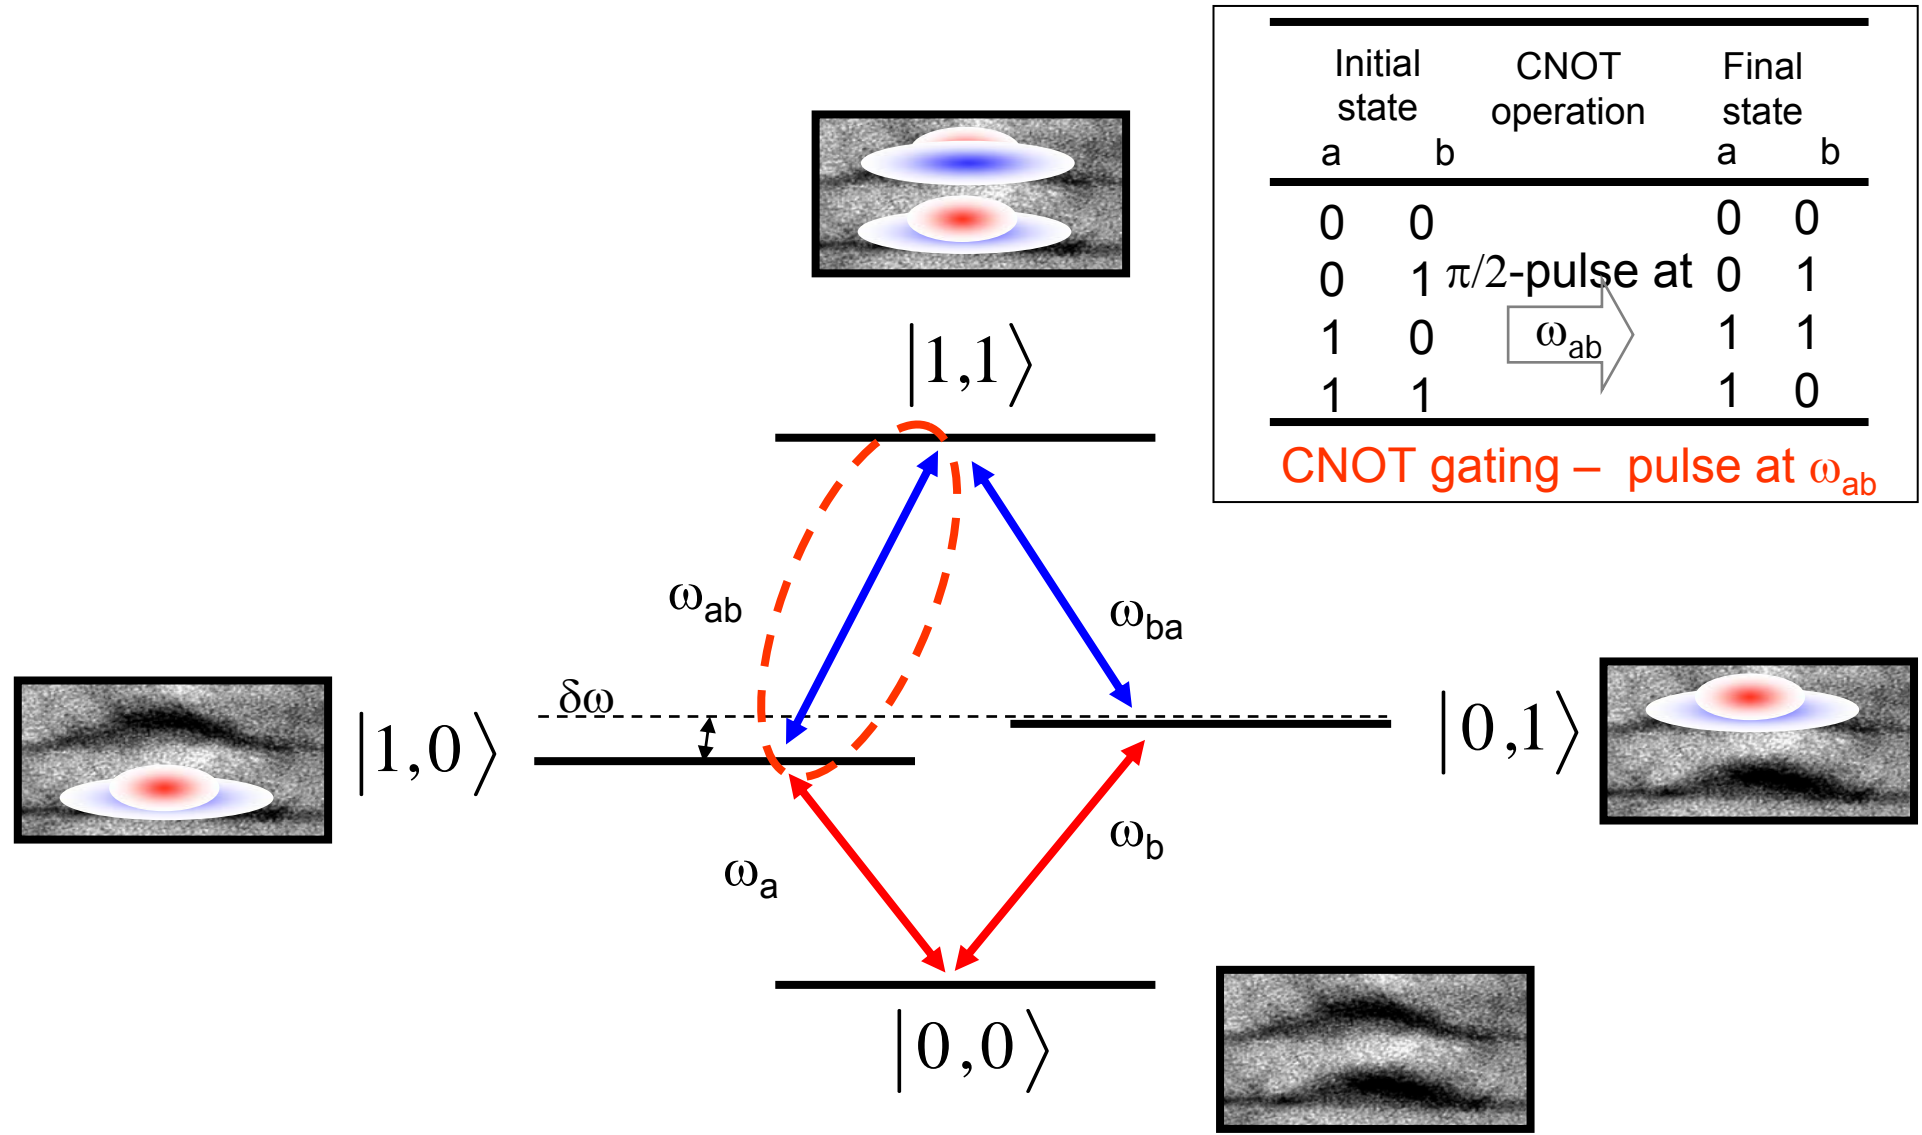 Initial CNOT Final
state operation state
a b a b
0 0 0 0
0 1 π/2-pulse at 0 1
1 0 ω_ab 1 1
1 1 1 0
CNOT gating – pulse at ω_ab
|1,1⟩
ω_ab
ω_ba
δω
|1,0⟩
|0,1⟩
ω_a
ω_b
|0,0⟩